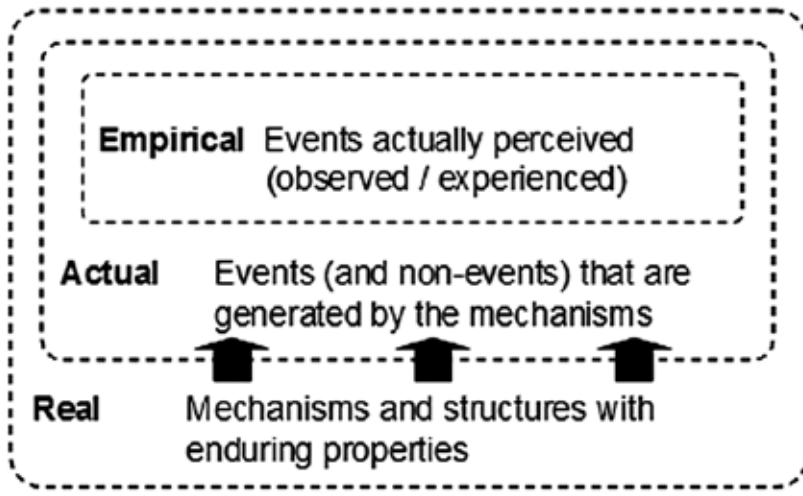 Empirical Events actually perceived
(observed / experienced)
Actual Events (and non-events) that are
generated by the mechanisms
Real Mechanisms and structures with
enduring properties